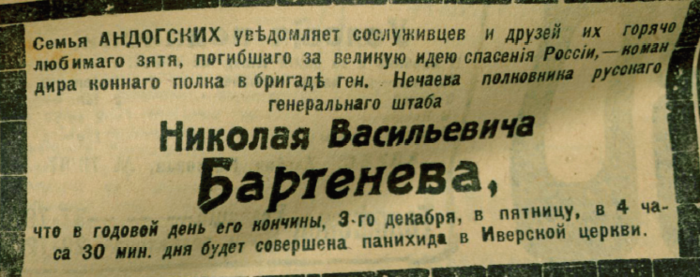 Семья АНДОГСКИХ увѣдомляет сослуживцев и друзей их горячо
любимаго зятя, погибшаго за великую идею спасенія Россіи,—коман
дира коннаго полка в бригадѣ ген. Нечаева полковника русскаго
генеральнаго штаба
Николая Васильевича
Бартенева,
что в годовой день его кончины, 3-го декабря, в пятницу, в 4 ча-
са 30 мин. дня будет совершена панихида в Иверской церкви.